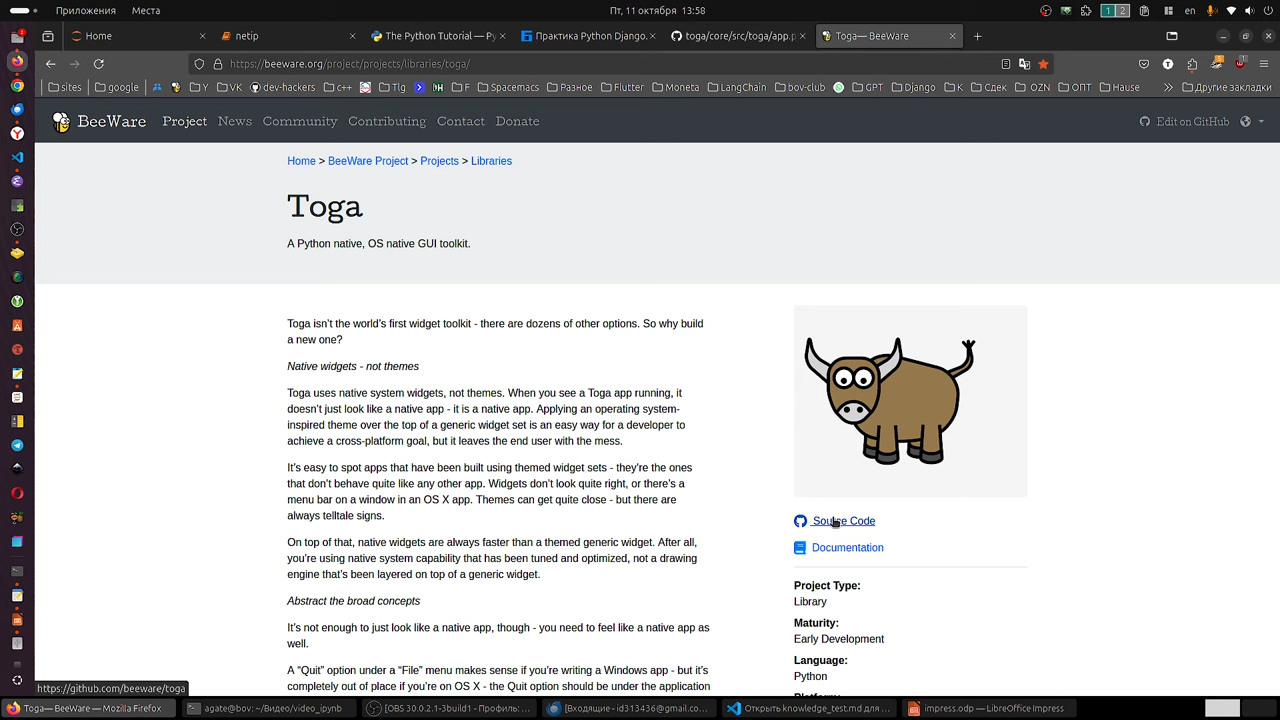 Приложения Места Пт, 11 октября 13:58 1 2 en
Home netip The Python Tutorial — Py Практика Python Django. toga/core/src/toga/app.p Toga— BeeWare
https://beeware.org/project/projects/libraries/toga/
sites google Y VK dev-hackers C++ Tlg F Spacemacs Разное Flutter Moneta LangChain bov-club GPT Django K Сдек OZN ОПТ Hause Другие закладки
BeeWare Project News Community Contributing Contact Donate Edit on GitHub
Home > BeeWare Project > Projects > Libraries
Toga
A Python native, OS native GUI toolkit.
Toga isn’t the world’s first widget toolkit - there are dozens of other options. So why build
a new one?
Native widgets - not themes
Toga uses native system widgets, not themes. When you see a Toga app running, it
doesn’t just look like a native app - it is a native app. Applying an operating system-
inspired theme over the top of a generic widget set is an easy way for a developer to
achieve a cross-platform goal, but it leaves the end user with the mess.
It’s easy to spot apps that have been built using themed widget sets - they’re the ones
that don’t behave quite like any other app. Widgets don’t look quite right, or there’s a
menu bar on a window in an OS X app. Themes can get quite close - but there are
always telltale signs.
On top of that, native widgets are always faster than a themed generic widget. After all,
you’re using native system capability that has been tuned and optimized, not a drawing
engine that’s been layered on top of a generic widget.
Abstract the broad concepts
It’s not enough to just look like a native app, though - you need to feel like a native app as
well.
A “Quit” option under a “File” menu makes sense if you’re writing a Windows app - but it’s
completely out of place if you’re on OS X - the Quit option should be under the application
Source Code
Documentation
Project Type:
Library
Maturity:
Early Development
Language:
Python
https://github.com/beeware/toga
Toga— BeeWare — Mozilla Firefox agate@bov: ~/Видео/video_ipynb [OBS 30.0.2.1-3build1 - Профиль: ... [Входящие - id313436@gmail.co... Открыть knowledge_test.md для ... impress.odp — LibreOffice Impress